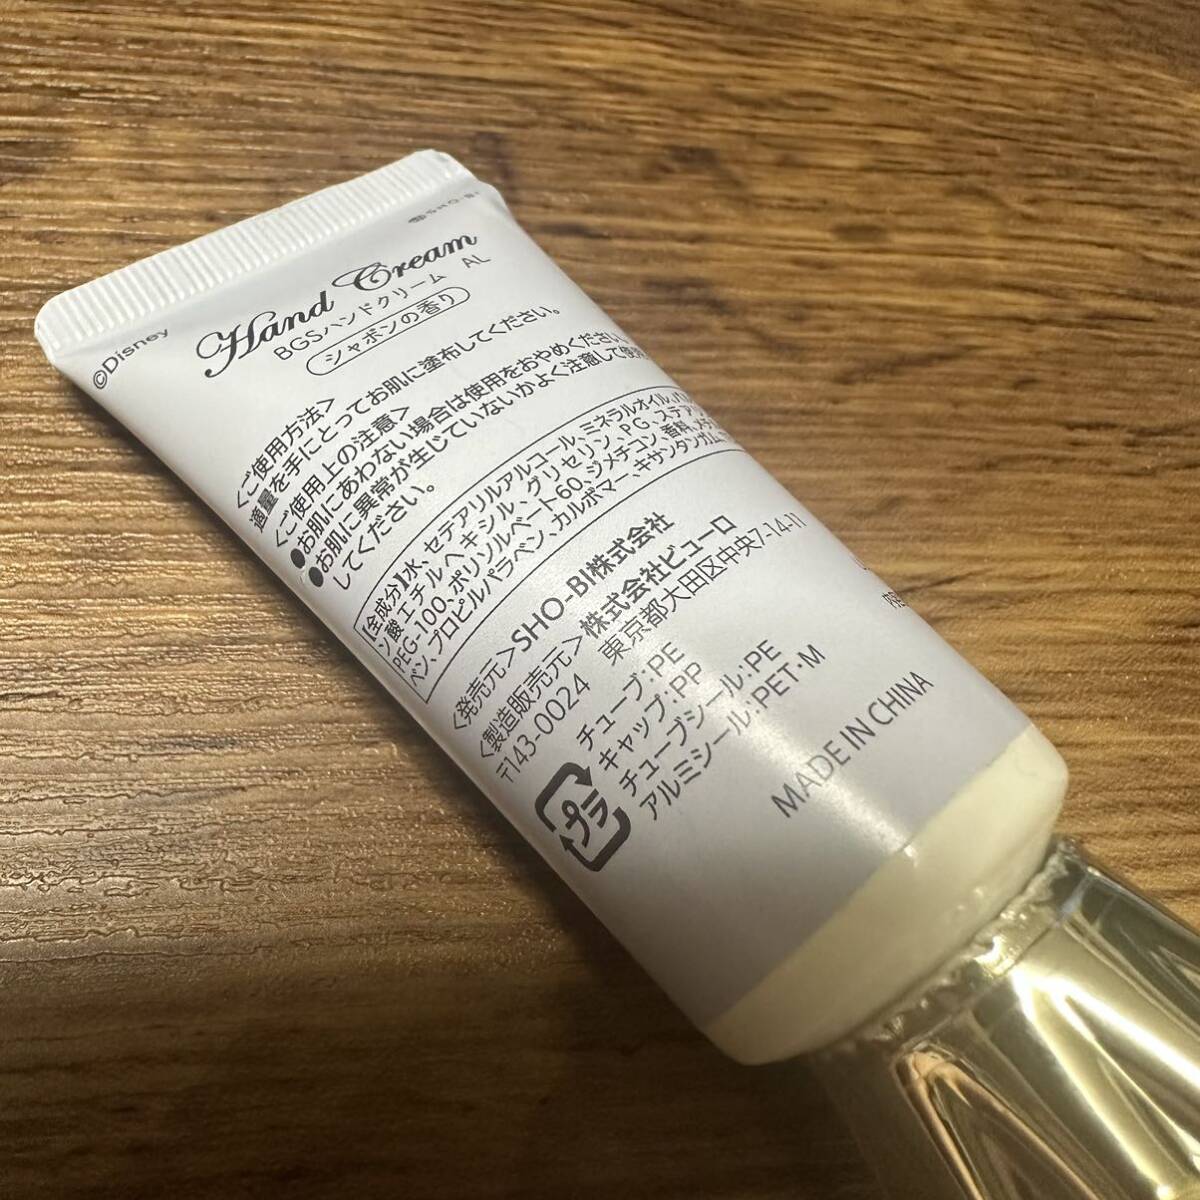 ©Disney
SHO-BI
Hand Cream
BGSハンドクリーム AL
シャボンの香り
<ご使用方法>
適量を手にとってお肌に塗布してください。
<ご使用上の注意>
●お肌にあわない場合は使用をおやめください。
●お肌に異常が生じていないかよく注意して使用
してください。
【全成分】水、セテアリルアルコール、ミネラルオイル、パ
ン酸エチルヘキシル、グリセリン、PG、ステアリ
PEG-100、ポリソルベート60、ジメチコン、香料、メチ
ベン、プロピルパラベン、カルボマー、キサンタンガム
<発売元>SHO-BI株式会社
<製造販売元>株式会社ビューロ
〒143-0024 東京都大田区中央7-14-11
プラ
チューブ:PE
キャップ:PP
チューブシール:PE
アルミシール:PET・M
MADE IN CHINA
内容